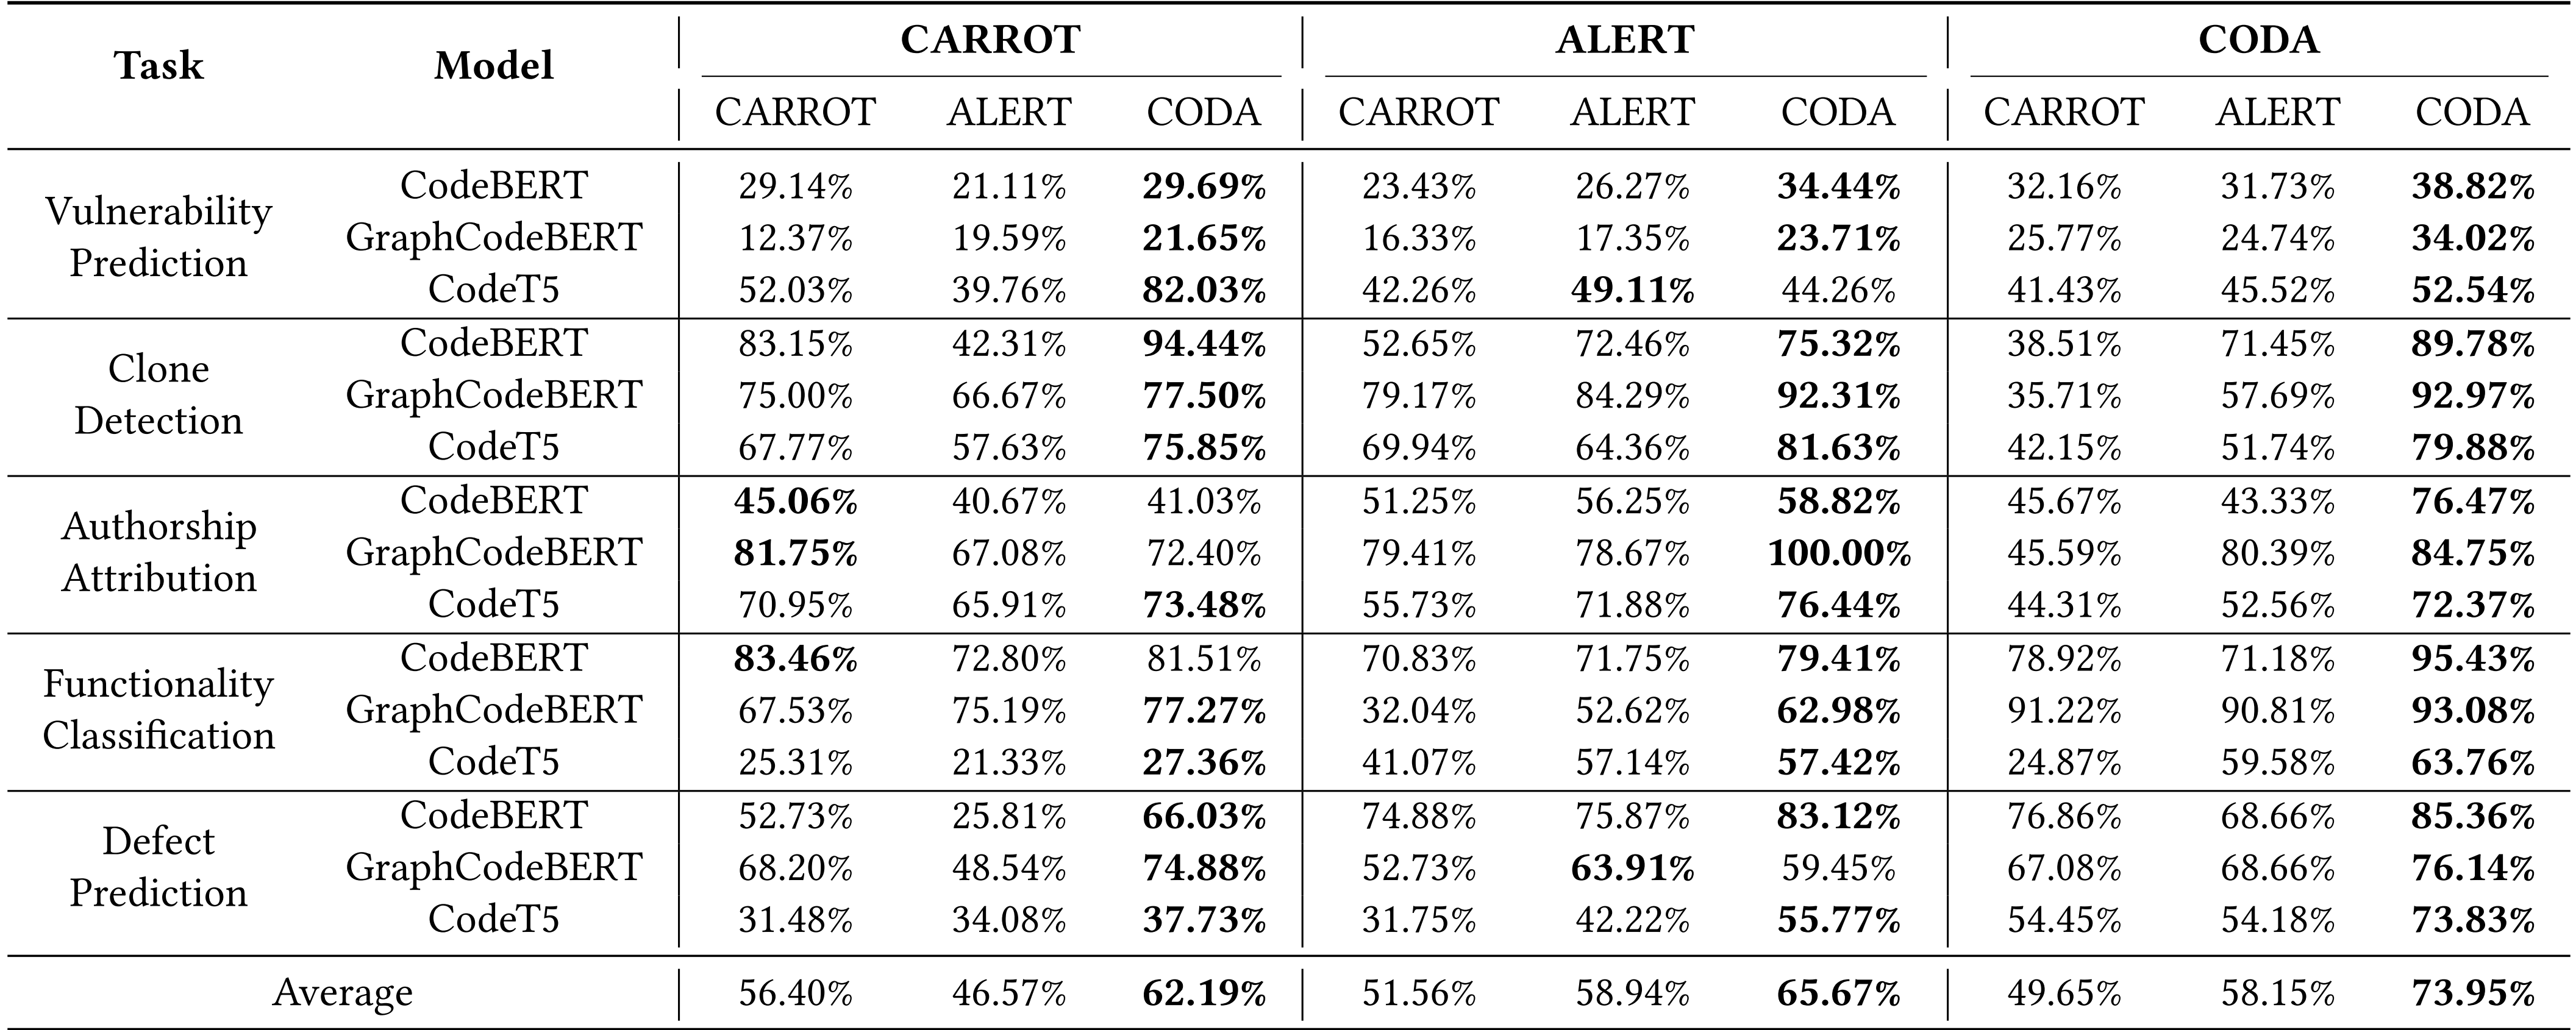 Task Model CARROT ALERT CODA
CARROT ALERT CODA CARROT ALERT CODA CARROT ALERT CODA
Vulnerability Prediction
CodeBERT 29.14% 21.11% 29.69% 23.43% 26.27% 34.44% 32.16% 31.73% 38.82%
GraphCodeBERT 12.37% 19.59% 21.65% 16.33% 17.35% 23.71% 25.77% 24.74% 34.02%
CodeT5 52.03% 39.76% 82.03% 42.26% 49.11% 44.26% 41.43% 45.52% 52.54%
Clone Detection
CodeBERT 83.15% 42.31% 94.44% 52.65% 72.46% 75.32% 38.51% 71.45% 89.78%
GraphCodeBERT 75.00% 66.67% 77.50% 79.17% 84.29% 92.31% 35.71% 57.69% 92.97%
CodeT5 67.77% 57.63% 75.85% 69.94% 64.36% 81.63% 42.15% 51.74% 79.88%
Authorship Attribution
CodeBERT 45.06% 40.67% 41.03% 51.25% 56.25% 58.82% 45.67% 43.33% 76.47%
GraphCodeBERT 81.75% 67.08% 72.40% 79.41% 78.67% 100.00% 45.59% 80.39% 84.75%
CodeT5 70.95% 65.91% 73.48% 55.73% 71.88% 76.44% 44.31% 52.56% 72.37%
Functionality Classification
CodeBERT 83.46% 72.80% 81.51% 70.83% 71.75% 79.41% 78.92% 71.18% 95.43%
GraphCodeBERT 67.53% 75.19% 77.27% 32.04% 52.62% 62.98% 91.22% 90.81% 93.08%
CodeT5 25.31% 21.33% 27.36% 41.07% 57.14% 57.42% 24.87% 59.58% 63.76%
Defect Prediction
CodeBERT 52.73% 25.81% 66.03% 74.88% 75.87% 83.12% 76.86% 68.66% 85.36%
GraphCodeBERT 68.20% 48.54% 74.88% 52.73% 63.91% 59.45% 67.08% 68.66% 76.14%
CodeT5 31.48% 34.08% 37.73% 31.75% 42.22% 55.77% 54.45% 54.18% 73.83%
Average 56.40% 46.57% 62.19% 51.56% 58.94% 65.67% 49.65% 58.15% 73.95%